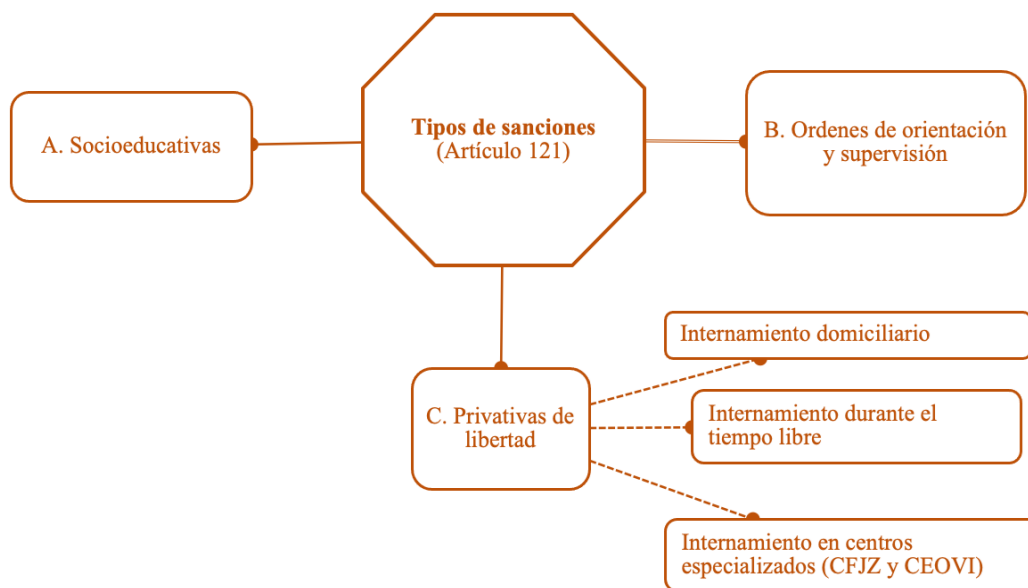 Tipos de sanciones
(Artículo 121)
A. Socioeducativas
B. Ordenes de orientación
y supervisión
C. Privativas de
libertad
Internamiento domiciliario
Internamiento durante el
tiempo libre
Internamiento en centros
especializados (CFJZ y CEOVI)